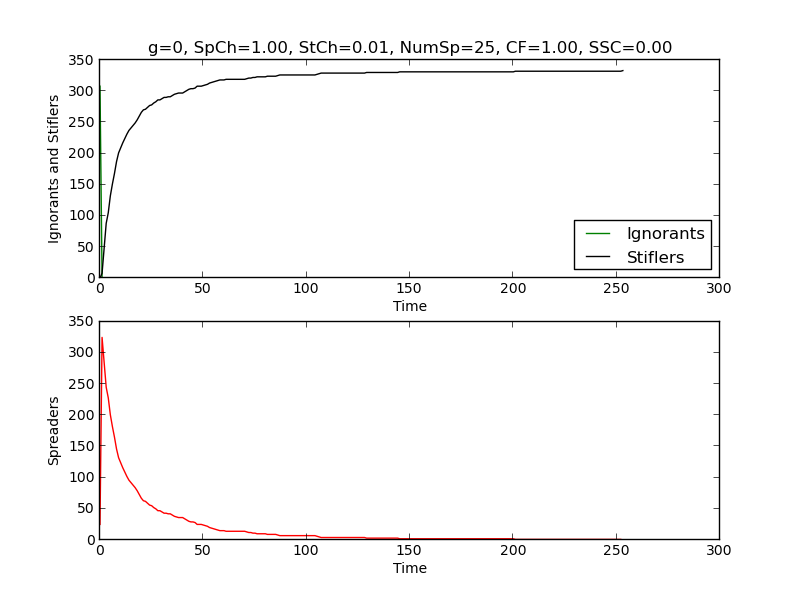 g=0, SpCh=1.00, StCh=0.01, NumSp=25, CF=1.00, SSC=0.00
350
300
250
200
150
100
50
0
Ignorants and Stiflers
Ignorants
Stiflers
0 50 100 150 200 250 300
Time
350
300
250
200
150
100
50
0
Spreaders
0 50 100 150 200 250 300
Time